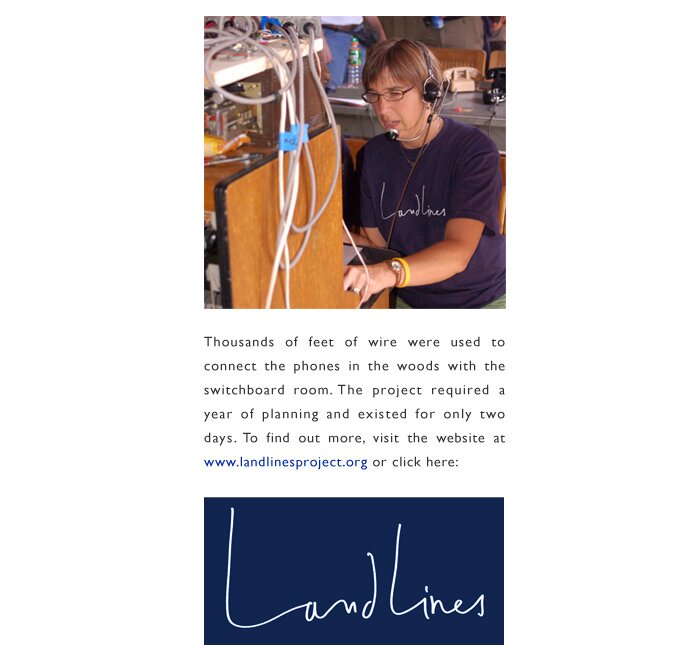 LandLines
Thousands of feet of wire were used to
connect the phones in the woods with the
switchboard room. The project required a
year of planning and existed for only two
days. To find out more, visit the website at
www.landlinesproject.org or click here:
LandLines